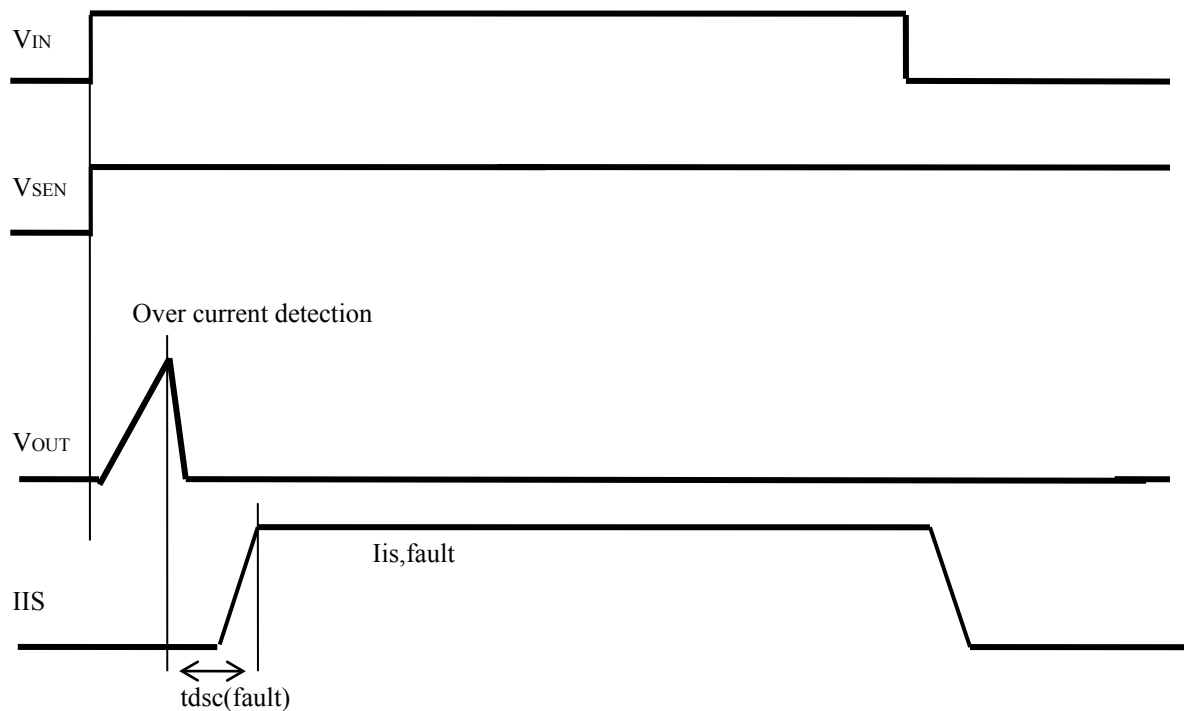 VIN
VSEN
Over current detection
VOUT
Iis,fault
IIS
tdsc(fault)